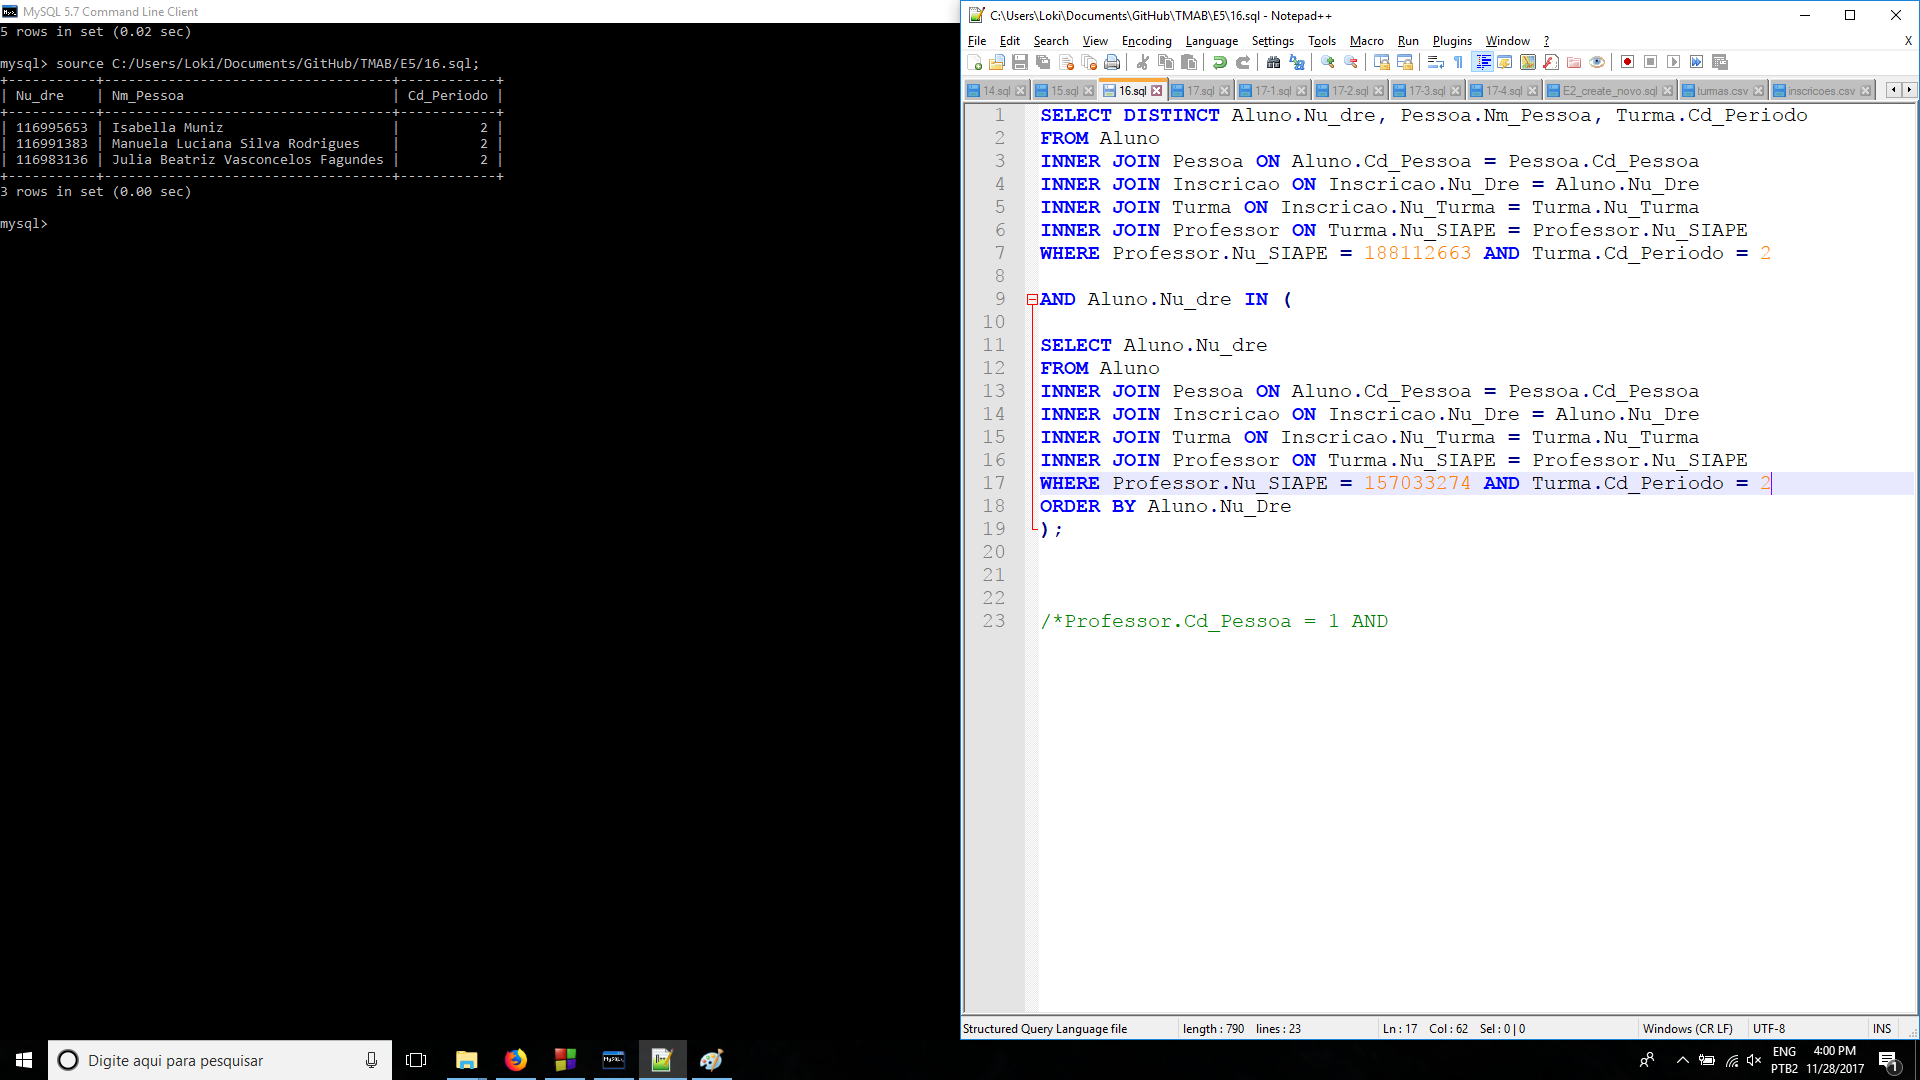 MySQL 5.7 Command Line Client
5 rows in set (0.02 sec)
mysql> source C:/Users/Loki/Documents/GitHub/TMAB/E5/16.sql;
+-----------+------------------------------------+------------+
| Nu_dre    | Nm_Pessoa                          | Cd_Periodo |
+-----------+------------------------------------+------------+
| 116995653 | Isabella Muniz                     |          2 |
| 116991383 | Manuela Luciana Silva Rodrigues    |          2 |
| 116983136 | Julia Beatriz Vasconcelos Fagundes |          2 |
+-----------+------------------------------------+------------+
3 rows in set (0.00 sec)
mysql>
C:\Users\Loki\Documents\GitHub\TMAB\E5\16.sql - Notepad++
File Edit Search View Encoding Language Settings Tools Macro Run Plugins Window ? X
14.sql 15.sql 16.sql 17.sql 17-1.sql 17-2.sql 17-3.sql 17-4.sql E2_create_novo.sql turmas.csv inscricoes.csv
1 SELECT DISTINCT Aluno.Nu_dre, Pessoa.Nm_Pessoa, Turma.Cd_Periodo
2 FROM Aluno
3 INNER JOIN Pessoa ON Aluno.Cd_Pessoa = Pessoa.Cd_Pessoa
4 INNER JOIN Inscricao ON Inscricao.Nu_Dre = Aluno.Nu_Dre
5 INNER JOIN Turma ON Inscricao.Nu_Turma = Turma.Nu_Turma
6 INNER JOIN Professor ON Turma.Nu_SIAPE = Professor.Nu_SIAPE
7 WHERE Professor.Nu_SIAPE = 188112663 AND Turma.Cd_Periodo = 2
8
9 AND Aluno.Nu_dre IN (
10
11 SELECT Aluno.Nu_dre
12 FROM Aluno
13 INNER JOIN Pessoa ON Aluno.Cd_Pessoa = Pessoa.Cd_Pessoa
14 INNER JOIN Inscricao ON Inscricao.Nu_Dre = Aluno.Nu_Dre
15 INNER JOIN Turma ON Inscricao.Nu_Turma = Turma.Nu_Turma
16 INNER JOIN Professor ON Turma.Nu_SIAPE = Professor.Nu_SIAPE
17 WHERE Professor.Nu_SIAPE = 157033274 AND Turma.Cd_Periodo = 2
18 ORDER BY Aluno.Nu_Dre
19 );
20
21
22
23 /*Professor.Cd_Pessoa = 1 AND
Structured Query Language file length : 790 lines : 23 Ln : 17 Col : 62 Sel : 0 | 0 Windows (CR LF) UTF-8 INS
Digite aqui para pesquisar
ENG 4:00 PM
PTB2 11/28/2017
1